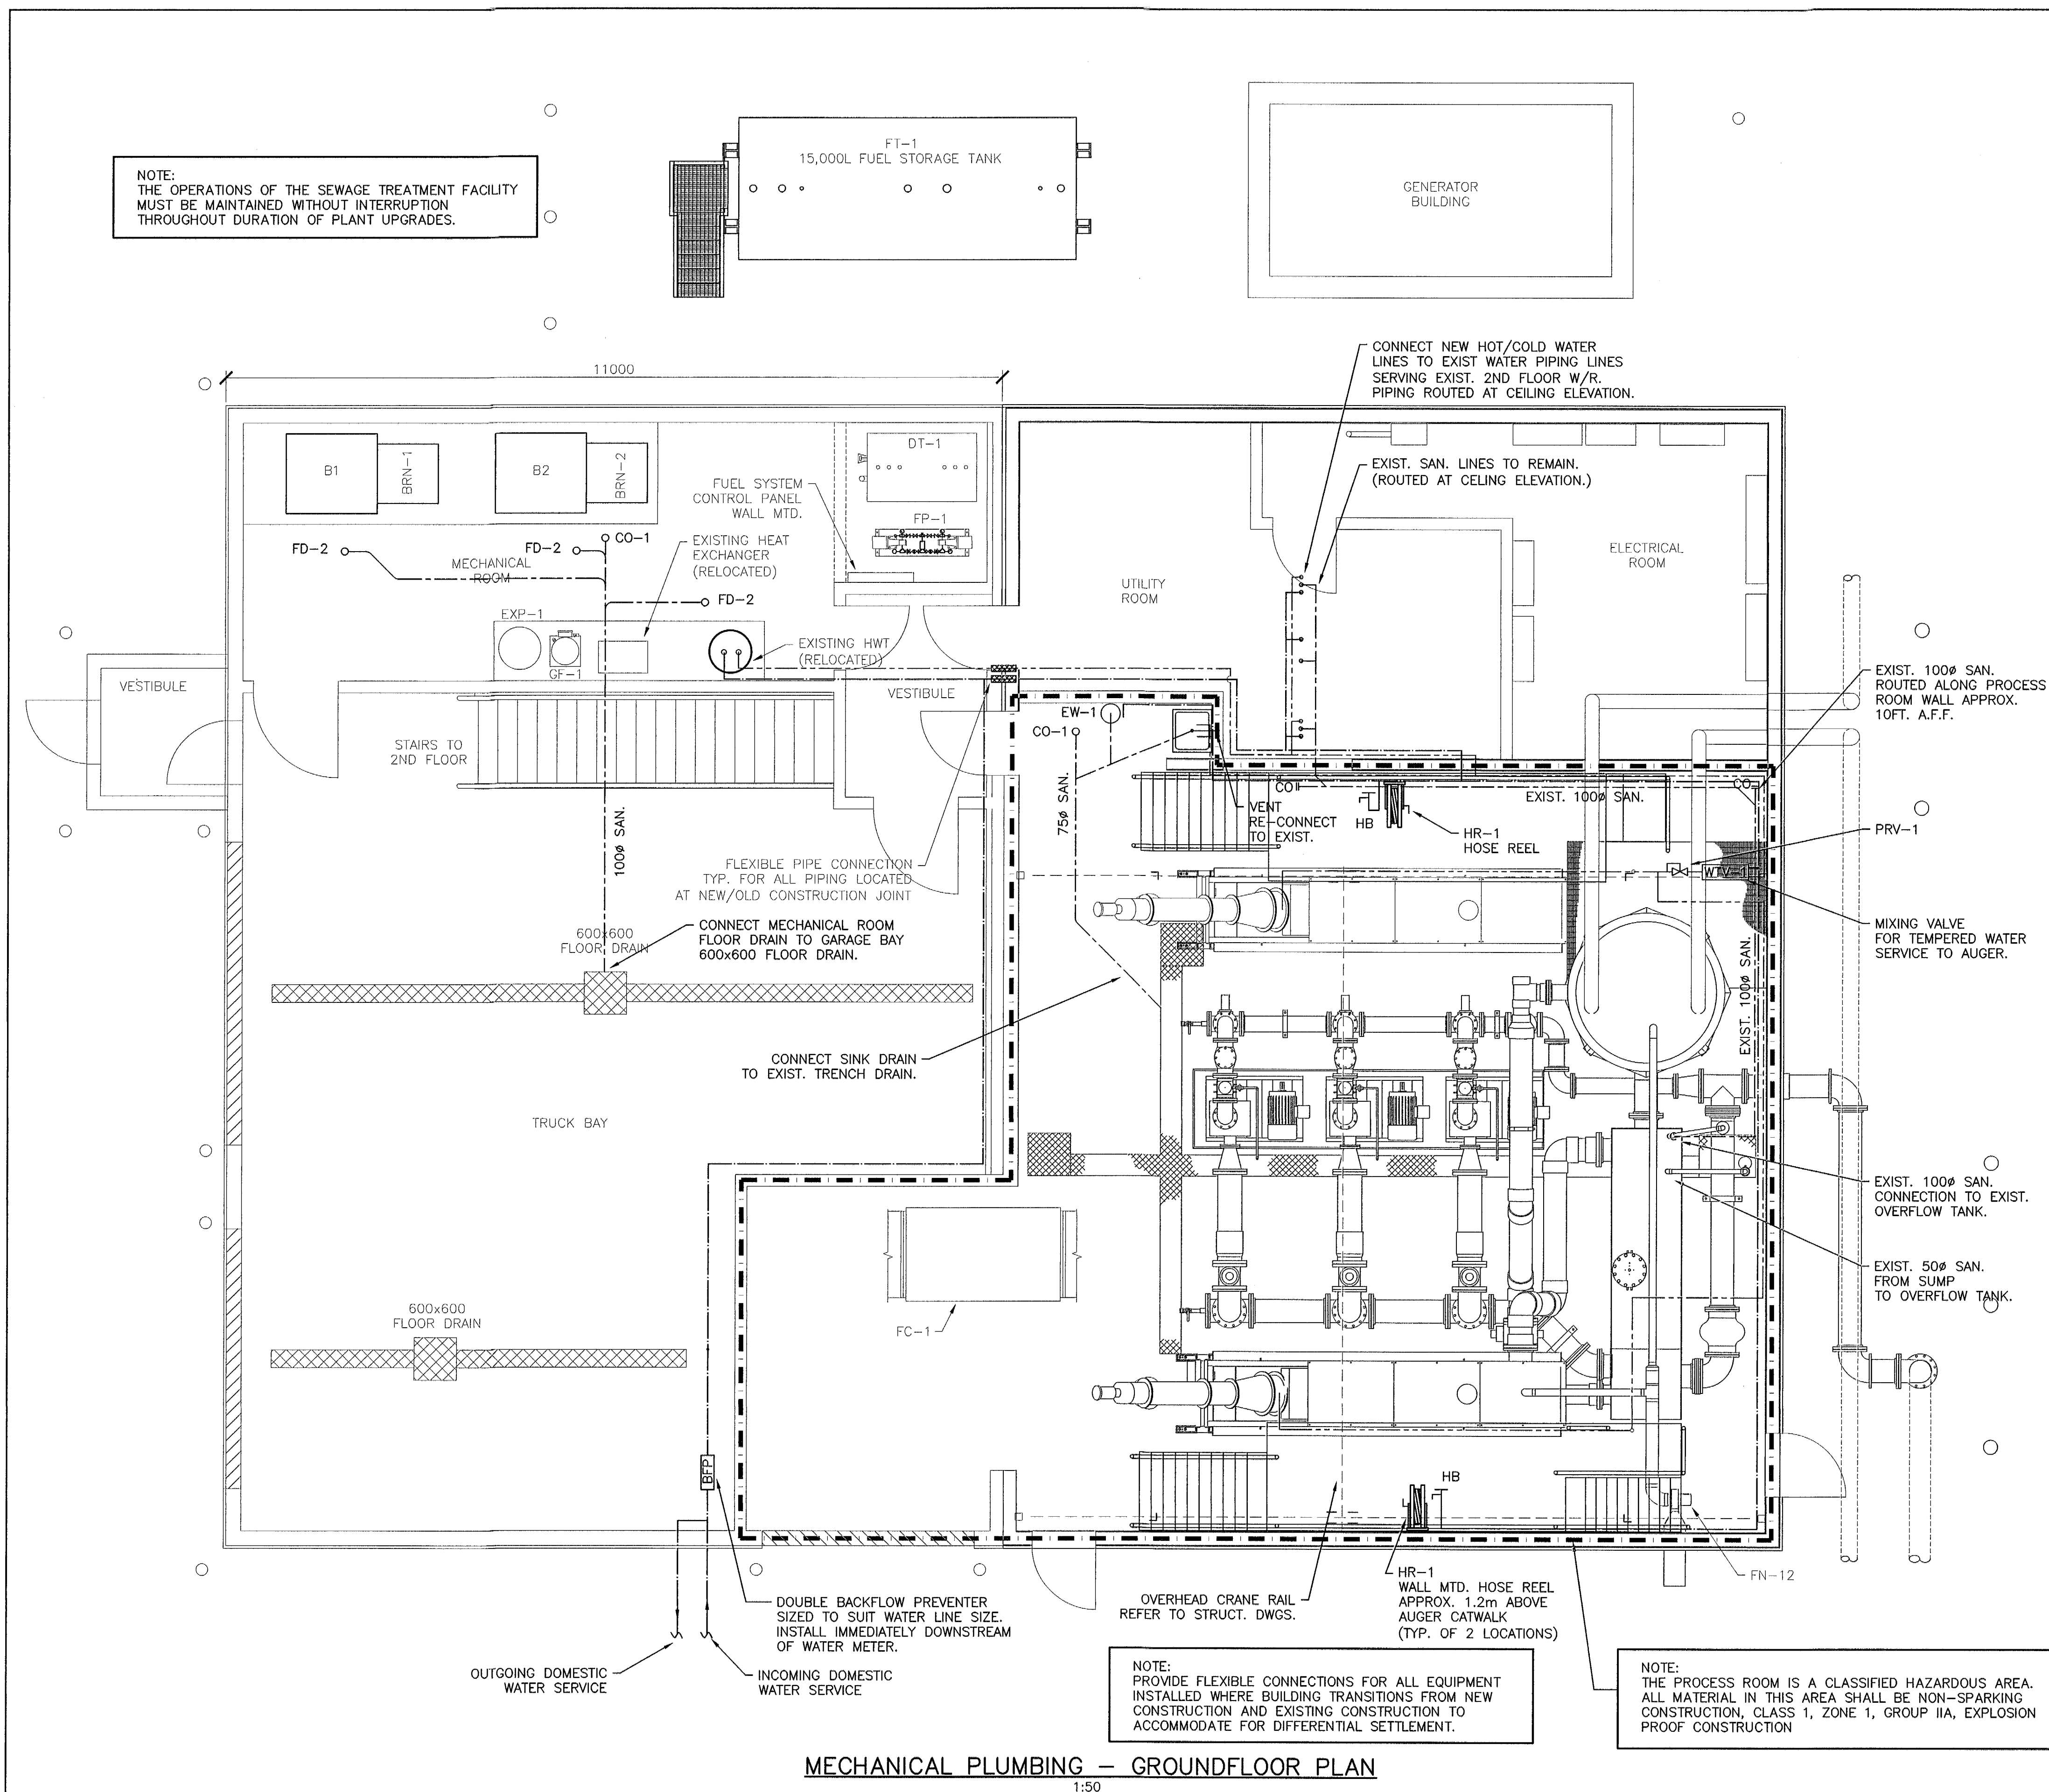 FT-1
15,000L FUEL STORAGE TANK
NOTE:
THE OPERATIONS OF THE SEWAGE TREATMENT FACILITY
MUST BE MAINTAINED WITHOUT INTERRUPTION
THROUGHOUT DURATION OF PLANT UPGRADES.
GENERATOR
BUILDING
11000
CONNECT NEW HOT/COLD WATER
LINES TO EXIST WATER PIPING LINES
SERVING EXIST. 2ND FLOOR W/R.
PIPING ROUTED AT CEILING ELEVATION.
EXIST. SAN. LINES TO REMAIN.
(ROUTED AT CELING ELEVATION.)
B1
BRN-1
B2
BRN-2
DT-1
FUEL SYSTEM
CONTROL PANEL
WALL MTD.
FP-1
FD-2
FD-2
CO-1
MECHANICAL
ROOM
EXISTING HEAT
EXCHANGER
(RELOCATED)
FD-2
ELECTRICAL
ROOM
UTILITY
ROOM
EXP-1
GF-1
EXISTING HWT
(RELOCATED)
VESTIBULE
VESTIBULE
EXIST. 100ø SAN.
ROUTED ALONG PROCESS
ROOM WALL APPROX.
10FT. A.F.F.
EW-1
CO-1
STAIRS TO
2ND FLOOR
75ø SAN.
100ø SAN.
CO
EXIST. 100ø SAN.
CO
VENT
RE-CONNECT
TO EXIST.
HB
HR-1
HOSE REEL
PRV-1
WTV-1
FLEXIBLE PIPE CONNECTION
TYP. FOR ALL PIPING LOCATED
AT NEW/OLD CONSTRUCTION JOINT
600x600
FLOOR DRAIN
CONNECT MECHANICAL ROOM
FLOOR DRAIN TO GARAGE BAY
600x600 FLOOR DRAIN.
MIXING VALVE
FOR TEMPERED WATER
SERVICE TO AUGER.
EXIST. 100ø SAN.
CONNECT SINK DRAIN
TO EXIST. TRENCH DRAIN.
TRUCK BAY
EXIST. 100ø SAN.
CONNECTION TO EXIST.
OVERFLOW TANK.
EXIST. 50ø SAN.
FROM SUMP
TO OVERFLOW TANK.
600x600
FLOOR DRAIN
FC-1
BFP
HB
FN-12
HR-1
WALL MTD. HOSE REEL
APPROX. 1.2m ABOVE
AUGER CATWALK
(TYP. OF 2 LOCATIONS)
OVERHEAD CRANE RAIL
REFER TO STRUCT. DWGS.
DOUBLE BACKFLOW PREVENTER
SIZED TO SUIT WATER LINE SIZE.
INSTALL IMMEDIATELY DOWNSTREAM
OF WATER METER.
OUTGOING DOMESTIC
WATER SERVICE
INCOMING DOMESTIC
WATER SERVICE
NOTE:
PROVIDE FLEXIBLE CONNECTIONS FOR ALL EQUIPMENT
INSTALLED WHERE BUILDING TRANSITIONS FROM NEW
CONSTRUCTION AND EXISTING CONSTRUCTION TO
ACCOMMODATE FOR DIFFERENTIAL SETTLEMENT.
NOTE:
THE PROCESS ROOM IS A CLASSIFIED HAZARDOUS AREA.
ALL MATERIAL IN THIS AREA SHALL BE NON-SPARKING
CONSTRUCTION, CLASS 1, ZONE 1, GROUP IIA, EXPLOSION
PROOF CONSTRUCTION
MECHANICAL PLUMBING - GROUNDFLOOR PLAN
1:50